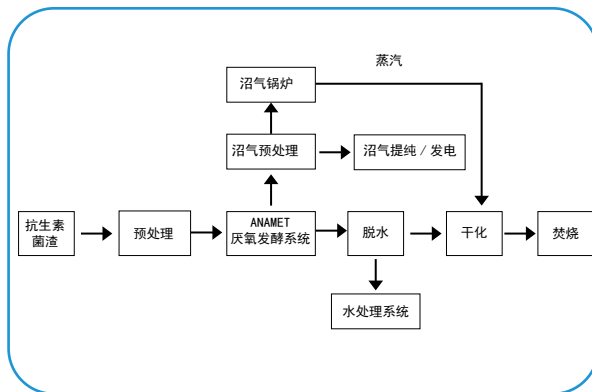 蒸汽
沼气锅炉
沼气预处理
沼气提纯／发电
抗生素
菌渣
预处理
ANAMET
厌氧发酵系统
脱水
干化
焚烧
水处理系统